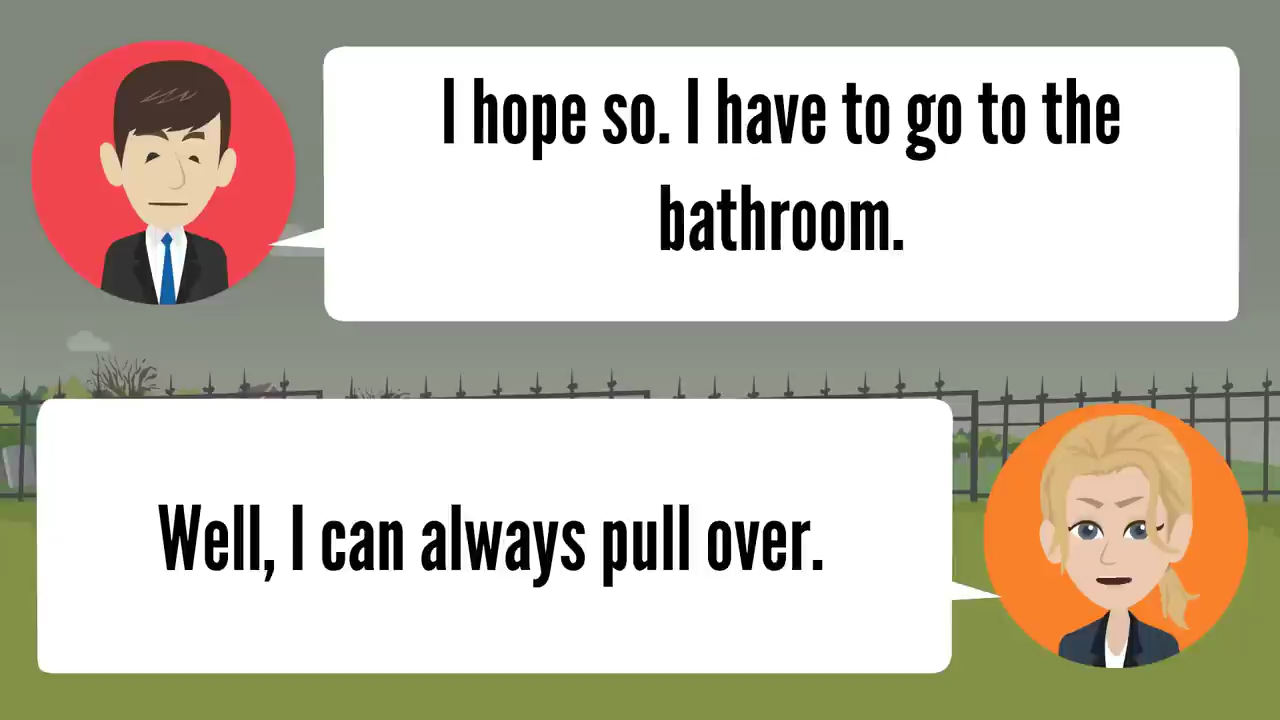 I hope so. I have to go to the
bathroom.
Well, I can always pull over.